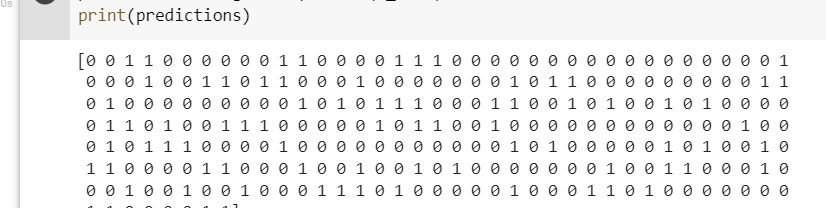 print(predictions)
[0 0 1 1 0 0 0 0 0 0 1 1 0 0 0 0 1 1 1 0 0 0 0 0 0 0 0 0 0 0 0 0 0 0 0 0 1
0 0 0 1 0 0 1 1 0 1 1 0 0 0 1 0 0 0 0 0 0 0 1 0 1 1 0 0 0 0 0 0 0 0 0 1 1
0 1 0 0 0 0 0 0 0 0 0 1 0 1 0 1 1 1 0 0 0 1 1 0 0 1 0 1 0 0 1 0 1 0 0 0 0
0 1 1 0 1 0 0 1 1 1 0 0 0 0 0 1 0 1 1 0 0 1 0 0 0 0 0 0 0 0 0 0 0 0 1 0 0
0 1 0 1 1 1 0 0 0 0 1 0 0 0 0 0 0 0 0 0 0 0 1 0 1 0 0 0 0 0 1 0 1 0 0 1 0
1 1 0 0 0 0 1 1 0 0 0 1 0 0 1 0 0 1 0 1 0 0 0 0 0 0 0 1 0 0 1 1 0 0 0 1 0
0 0 1 0 0 1 0 0 1 0 0 0 1 1 1 0 1 0 0 0 0 0 1 0 0 0 1 1 0 1 0 0 0 0 0 0 0